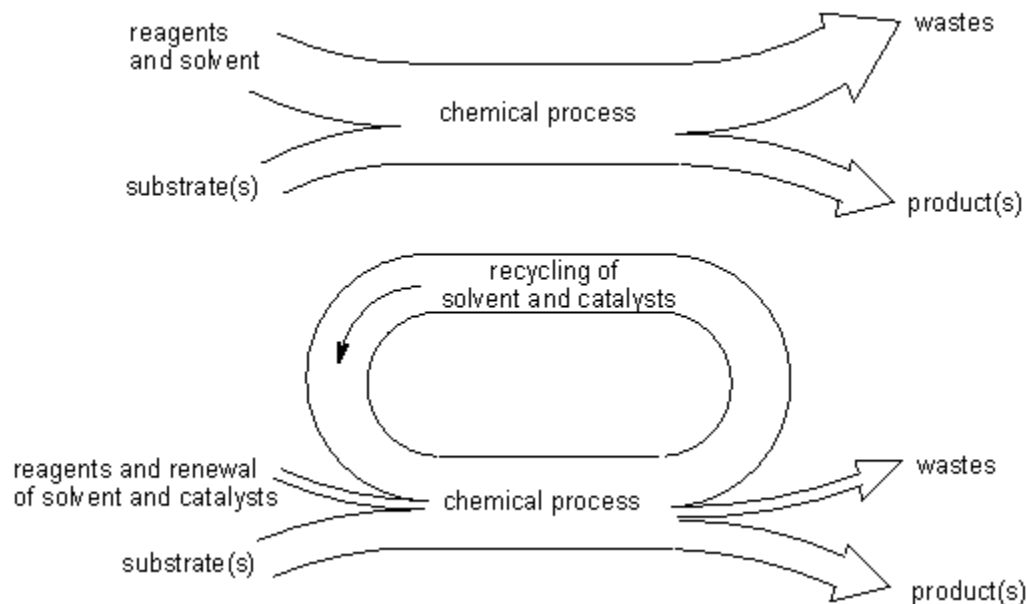 reagents
and solvent
wastes
chemical process
substrate(s)
product(s)
recycling of
solvent and catalysts
reagents and renewal
of solvent and catalysts
wastes
chemical process
substrate(s)
product(s)